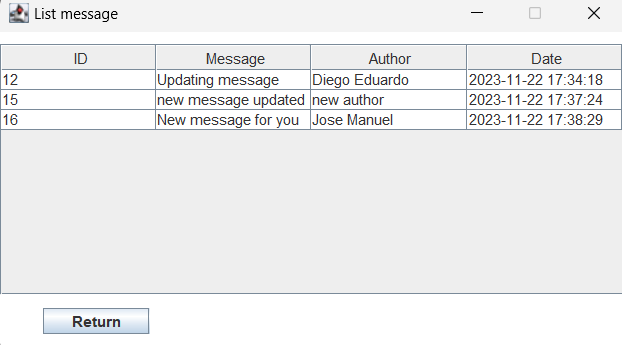 List message
ID Message Author Date
12 Updating message Diego Eduardo 2023-11-22 17:34:18
15 new message updated new author 2023-11-22 17:37:24
16 New message for you Jose Manuel 2023-11-22 17:38:29
Return